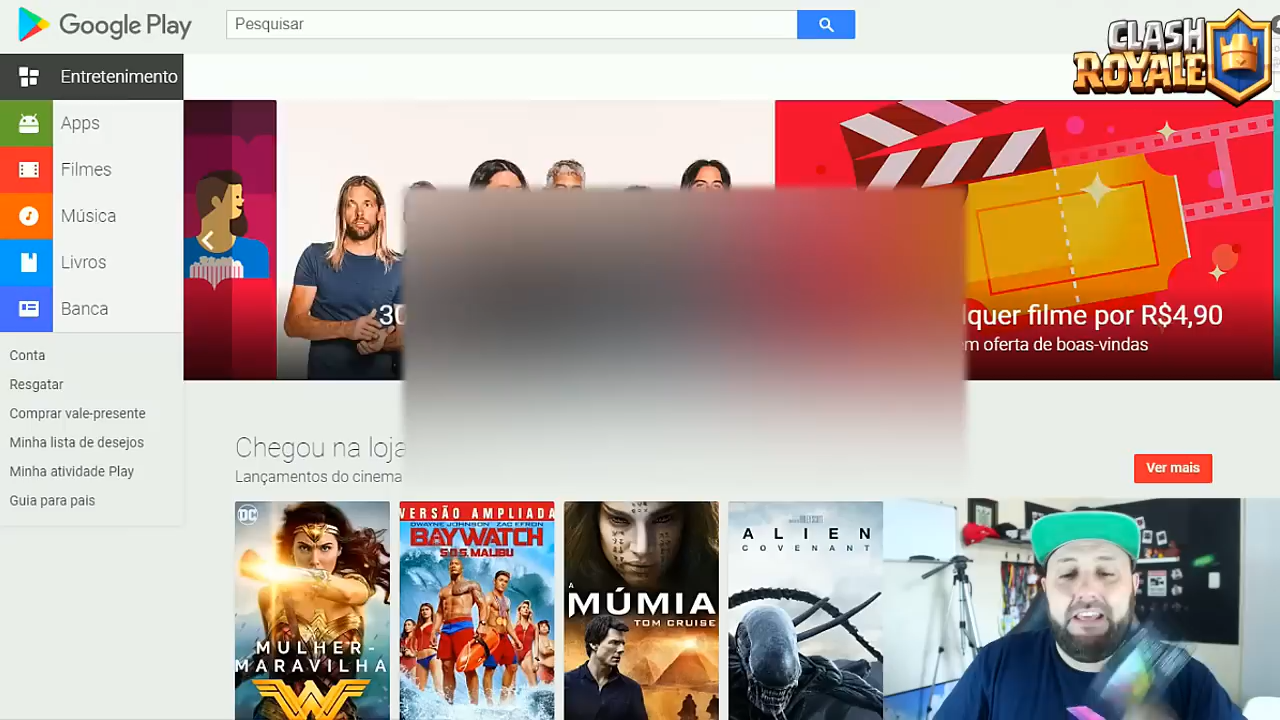 Google Play
Pesquisar
CLASH
ROYALE
Entretenimento
Apps
Filmes
Música
Livros
Banca
Conta
Resgatar
Comprar vale-presente
Minha lista de desejos
Minha atividade Play
Guia para pais
30
lquer filme por R$4,90
em oferta de boas-vindas
Chegou na loja
Lançamentos do cinema
Ver mais
DC
MULHER-
MARAVILHA
VERSÃO AMPLIADA
DWAYNE JOHNSON ZAC EFRON
BAYWATCH
S.O.S. MALIBU
A
MÚMIA
TOM CRUISE
ALIEN
COVENANT